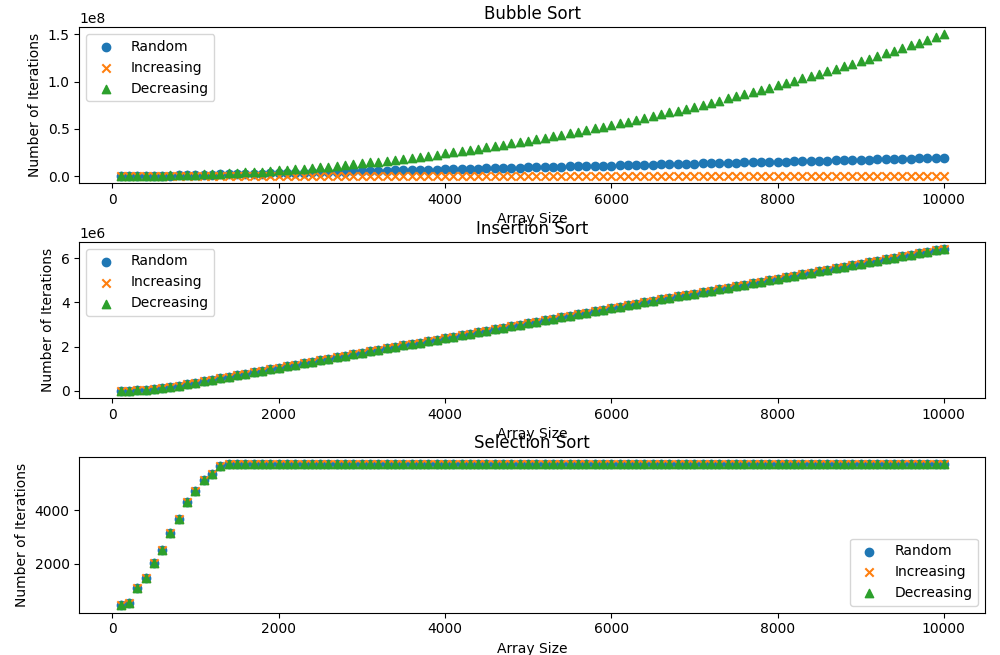 Bubble Sort
1e8
Number of Iterations
1.5
1.0
0.5
0.0
Random
Increasing
Decreasing
0 2000 4000 6000 8000 10000
Array Size
Insertion Sort
1e6
Number of Iterations
6
4
2
0
Random
Increasing
Decreasing
0 2000 4000 6000 8000 10000
Array Size
Selection Sort
Number of Iterations
4000
2000
Random
Increasing
Decreasing
0 2000 4000 6000 8000 10000
Array Size